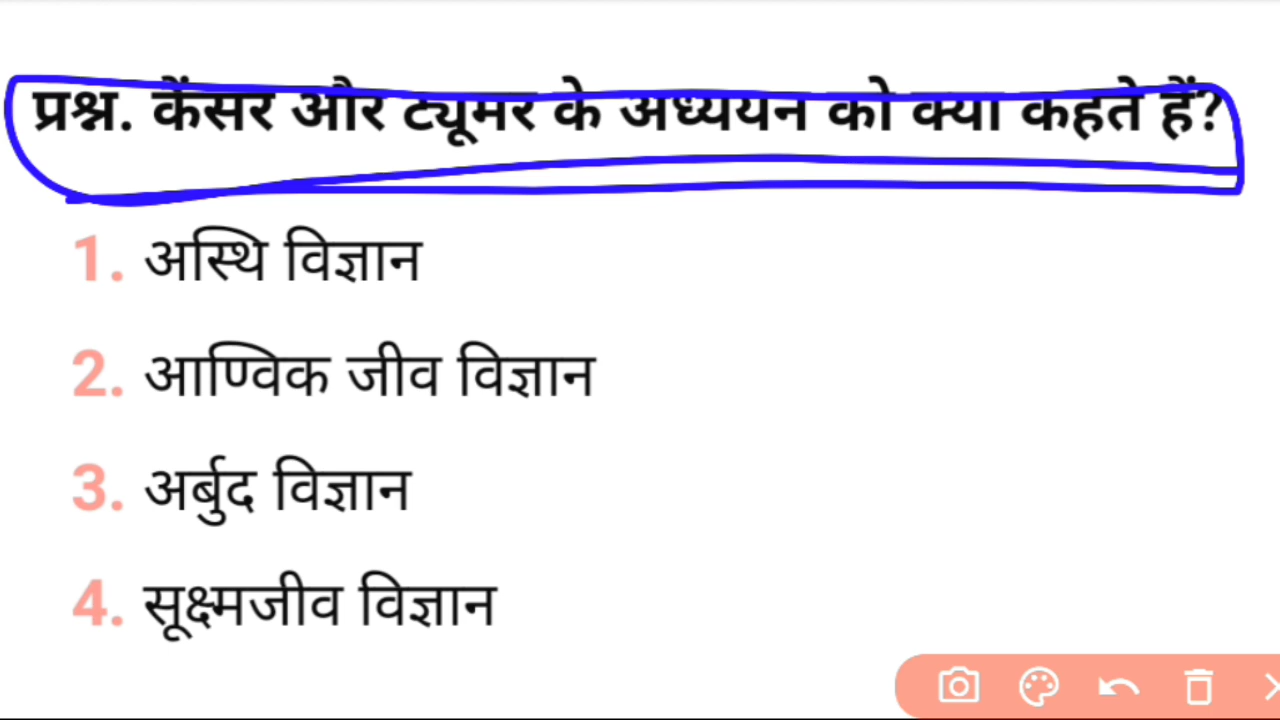 प्रश्न. कैंसर और ट्यूमर के अध्ययन को क्या कहते हैं?
1. अस्थि विज्ञान
2. आण्विक जीव विज्ञान
3. अर्बुद विज्ञान
4. सूक्ष्मजीव विज्ञान